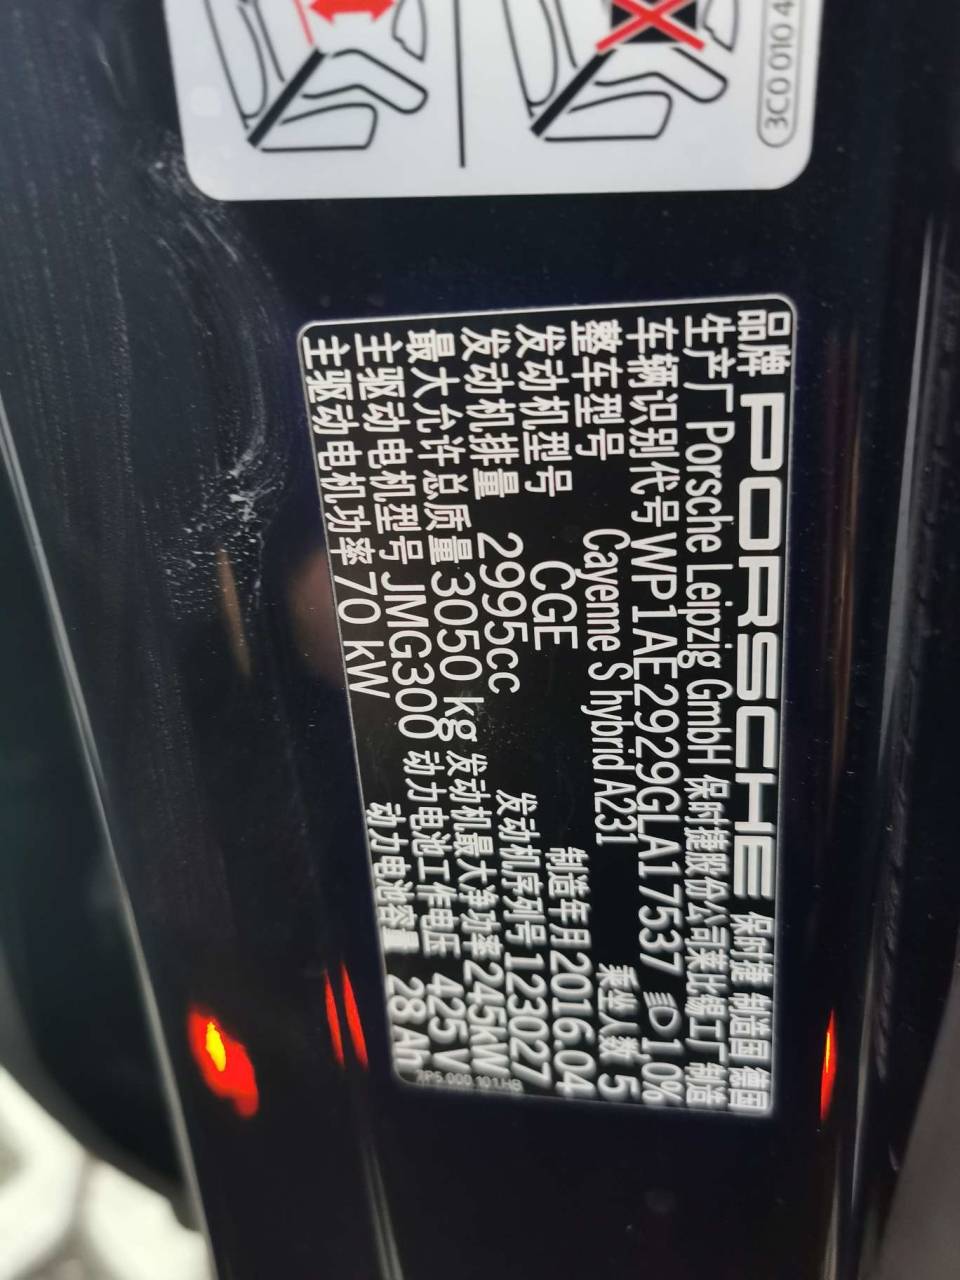 3C0 010 4
品牌 PORSCHE 保时捷 制造国 德国
生产厂 Porsche Leipzig GmbH 保时捷股份公司莱比锡工厂 制造
车辆识别代号 WP1AE2929GLA17537 10%
整车型号 Cayenne S hybrid A231 乘坐人数 5
发动机型号 CGE 制造年月 2016.04
发动机排量 2995cc 发动机序列号 123027
最大允许总质量 3050 kg 发动机最大净功率 245kW
主驱动电机型号 JMG300 动力电池工作电压 425 V
主驱动电机功率 70 kW 动力电池容量 28 Ah
7P5 000 101 HB